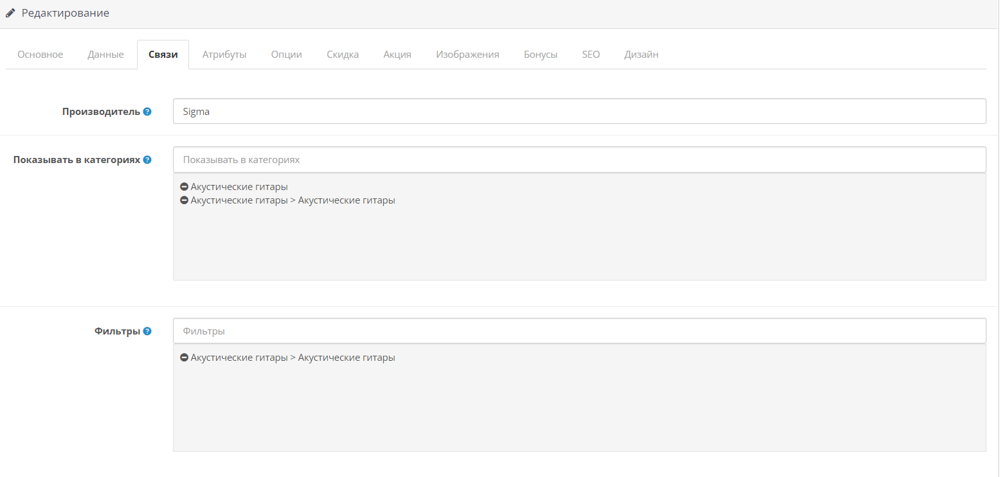 Редактирование
Основное Данные Связи Атрибуты Опции Скидка Акция Изображения Бонусы SEO Дизайн
Производитель ? Sigma
Показывать в категориях ? Показывать в категориях
Акустические гитары
Акустические гитары > Акустические гитары
Фильтры ? Фильтры
Акустические гитары > Акустические гитары